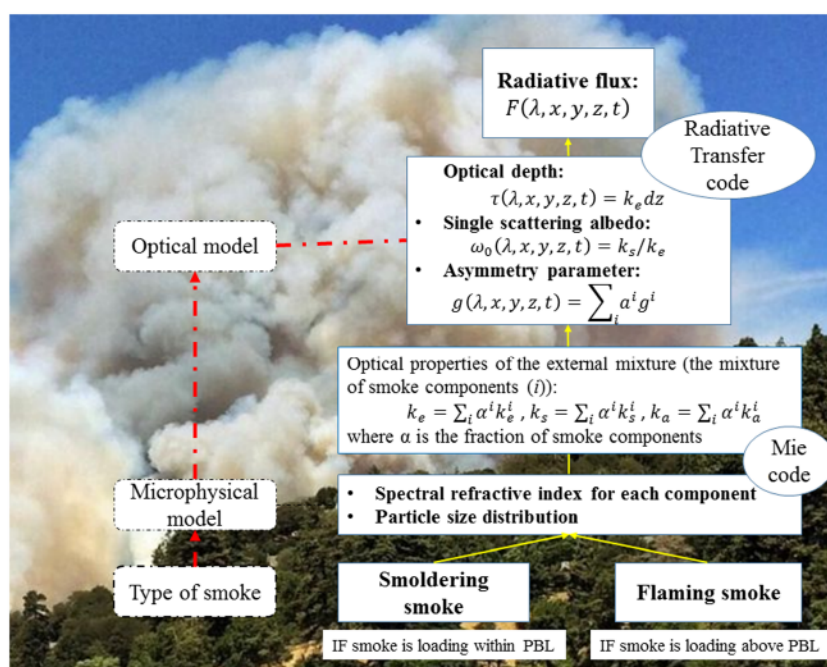 Radiative flux:
F(λ, x, y, z, t)
Radiative
Transfer
code
Optical depth:
τ(λ, x, y, z, t) = k_e dz
• Single scattering albedo:
ω_0(λ, x, y, z, t) = k_s/k_e
• Asymmetry parameter:
g(λ, x, y, z, t) = ∑_i a^i g^i
Optical model
Optical properties of the external mixture (the mixture
of smoke components (i)):
k_e = ∑_i α^i k_e^i , k_s = ∑_i α^i k_s^i , k_a = ∑_i α^i k_a^i
where α is the fraction of smoke components
Mie
code
Microphysical
model
• Spectral refractive index for each component
• Particle size distribution
Type of smoke
Smoldering
smoke
Flaming smoke
IF smoke is loading within PBL
IF smoke is loading above PBL